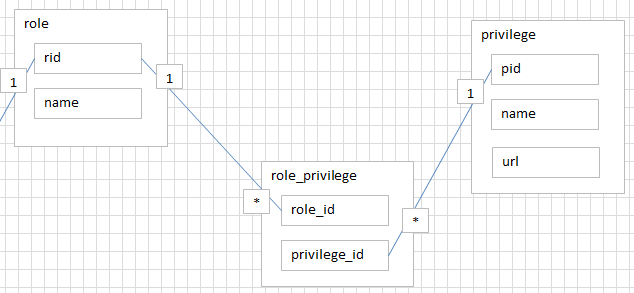 role
rid
1
1
name
privilege
pid
1
name
url
role_privilege
*
role_id
*
privilege_id